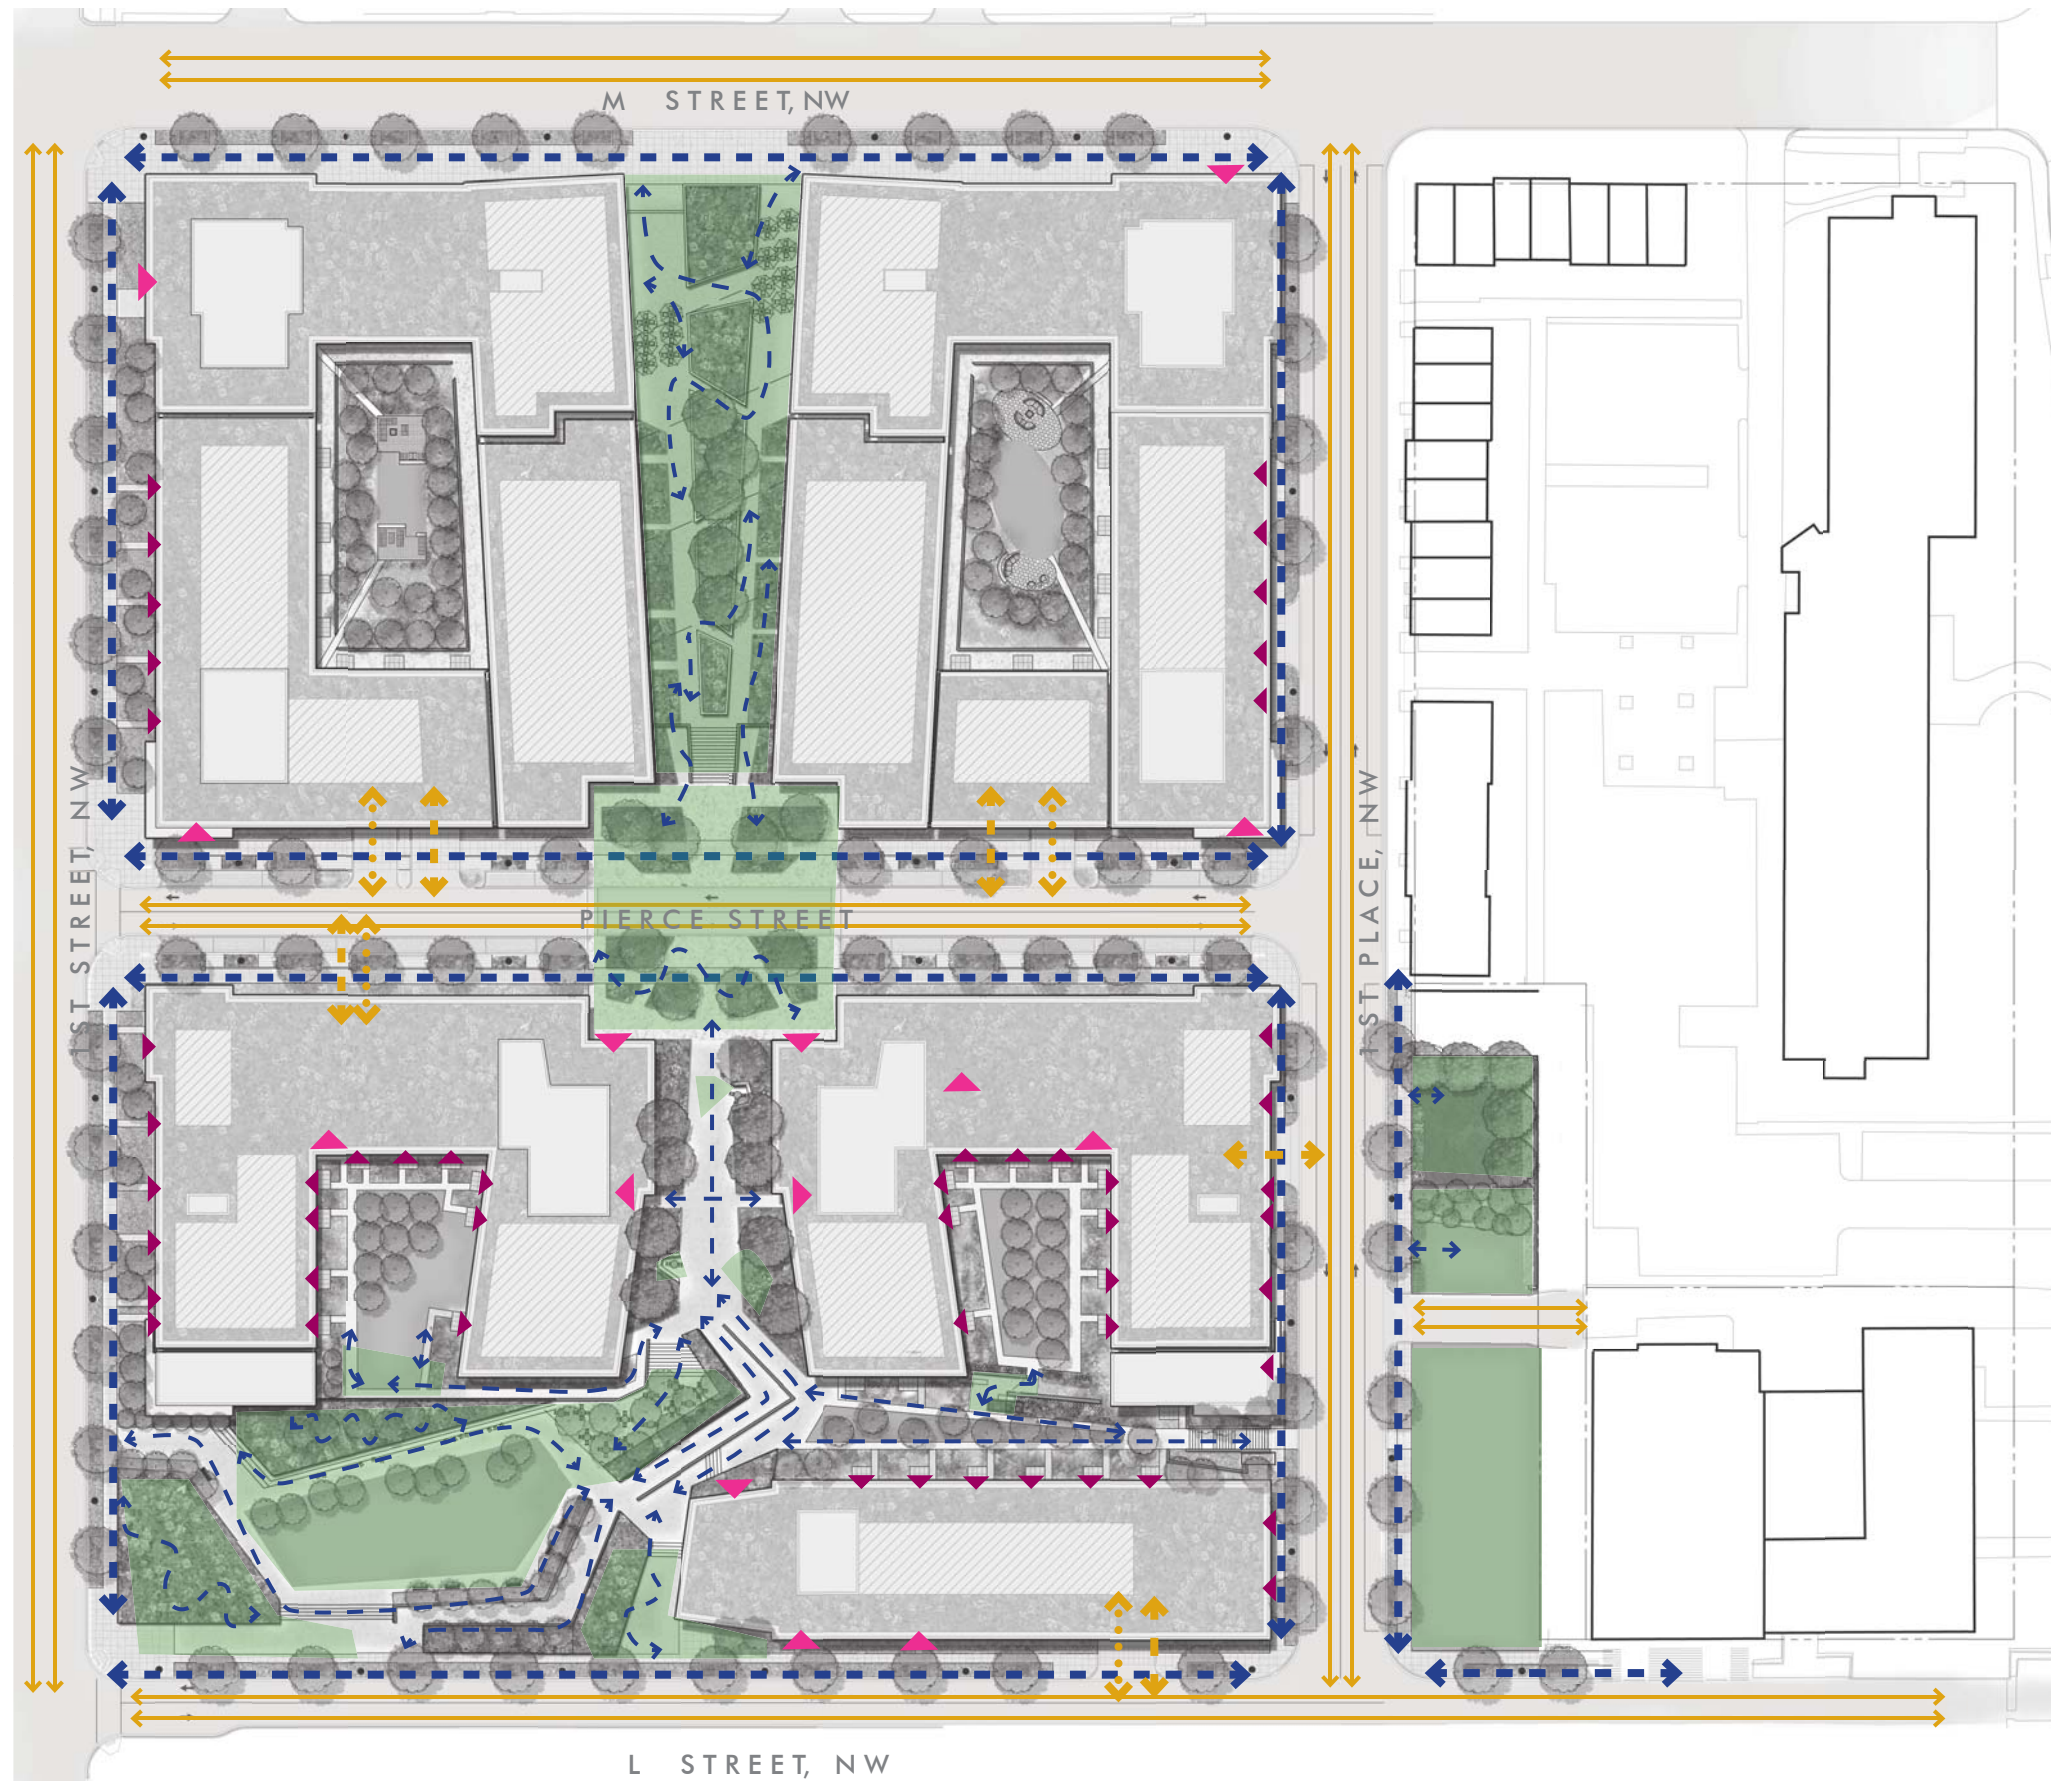 M STREET, NW
1ST STREET, NW
PIERCE STREET
1ST PLACE, NW
L STREET, NW